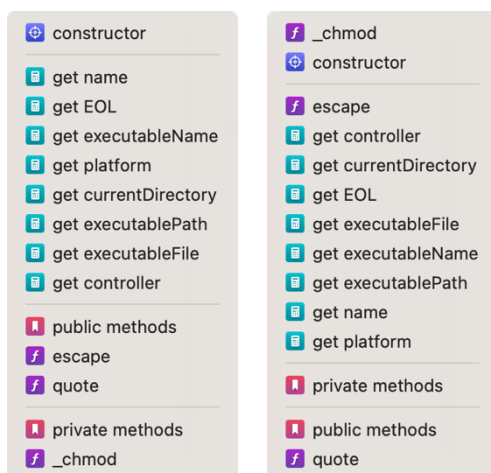 constructor
get name
get EOL
get executableName
get platform
get currentDirectory
get executablePath
get executableFile
get controller
public methods
escape
quote
private methods
_chmod
_chmod
constructor
escape
get controller
get currentDirectory
get EOL
get executableFile
get executableName
get executablePath
get name
get platform
private methods
public methods
quote